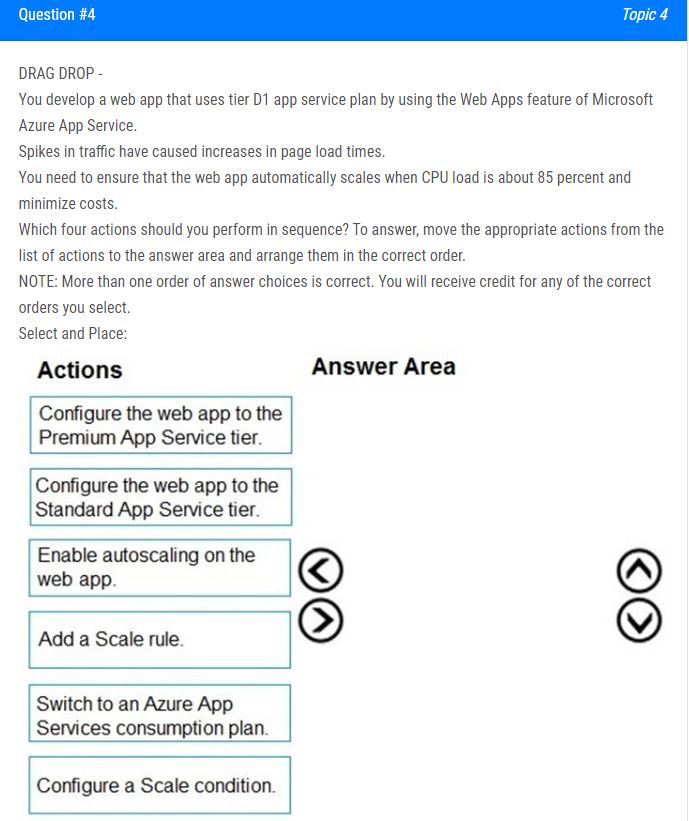 Question #4
Topic 4
DRAG DROP -
You develop a web app that uses tier D1 app service plan by using the Web Apps feature of Microsoft
Azure App Service.
Spikes in traffic have caused increases in page load times.
You need to ensure that the web app automatically scales when CPU load is about 85 percent and
minimize costs.
Which four actions should you perform in sequence? To answer, move the appropriate actions from the
list of actions to the answer area and arrange them in the correct order.
NOTE: More than one order of answer choices is correct. You will receive credit for any of the correct
orders you select.
Select and Place:
Actions
Answer Area
Configure the web app to the
Premium App Service tier.
Configure the web app to the
Standard App Service tier.
Enable autoscaling on the
web app.
Add a Scale rule.
Switch to an Azure App
Services consumption plan.
Configure a Scale condition.